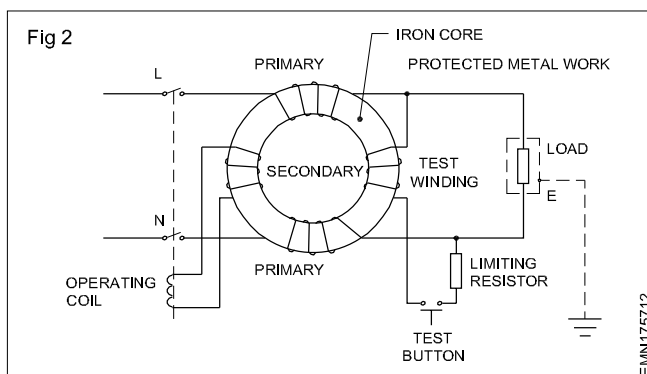 Fig 2
IRON CORE
PRIMARY
PROTECTED METAL WORK
L
SECONDARY
TEST
WINDING
LOAD
E
N
PRIMARY
OPERATING
COIL
LIMITING
RESISTOR
TEST
BUTTON
EMN175712